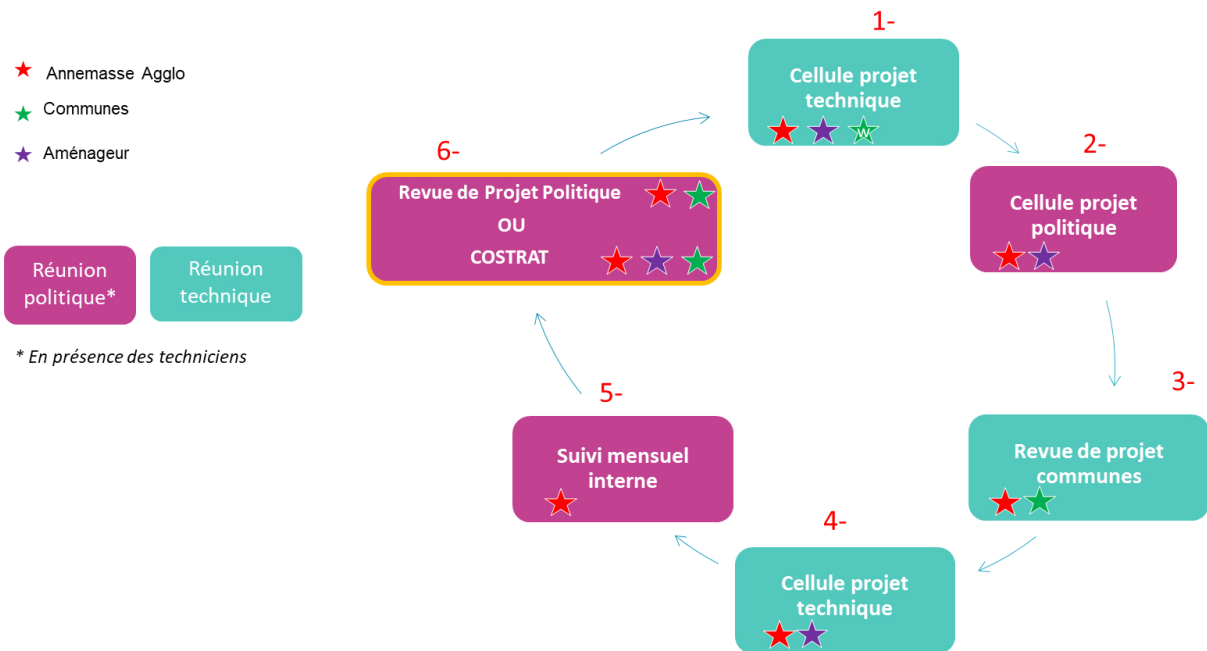 Annemasse Agglo
Communes
Aménageur
Réunion
politique*
Réunion
technique
* En présence des techniciens
1-
Cellule projet
technique
W
2-
Cellule projet
politique
3-
Revue de projet
communes
4-
Cellule projet
technique
5-
Suivi mensuel
interne
6-
Revue de Projet Politique
OU
COSTRAT